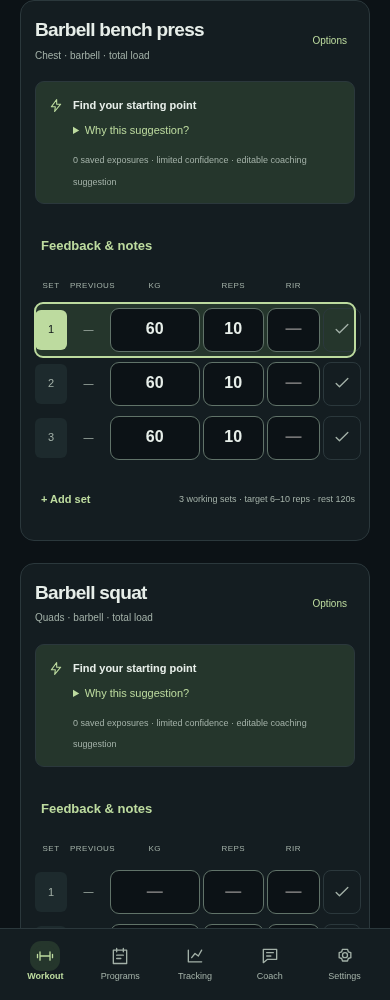 Barbell bench press
Options
Chest · barbell · total load
Find your starting point
▶ Why this suggestion?
0 saved exposures · limited confidence · editable coaching
suggestion
Feedback & notes
SET PREVIOUS KG REPS RIR
1 — 60 10 —
2 — 60 10 —
3 — 60 10 —
+ Add set 3 working sets · target 6–10 reps · rest 120s
Barbell squat
Options
Quads · barbell · total load
Find your starting point
▶ Why this suggestion?
0 saved exposures · limited confidence · editable coaching
suggestion
Feedback & notes
SET PREVIOUS KG REPS RIR
1 — — — —
Workout Programs Tracking Coach Settings